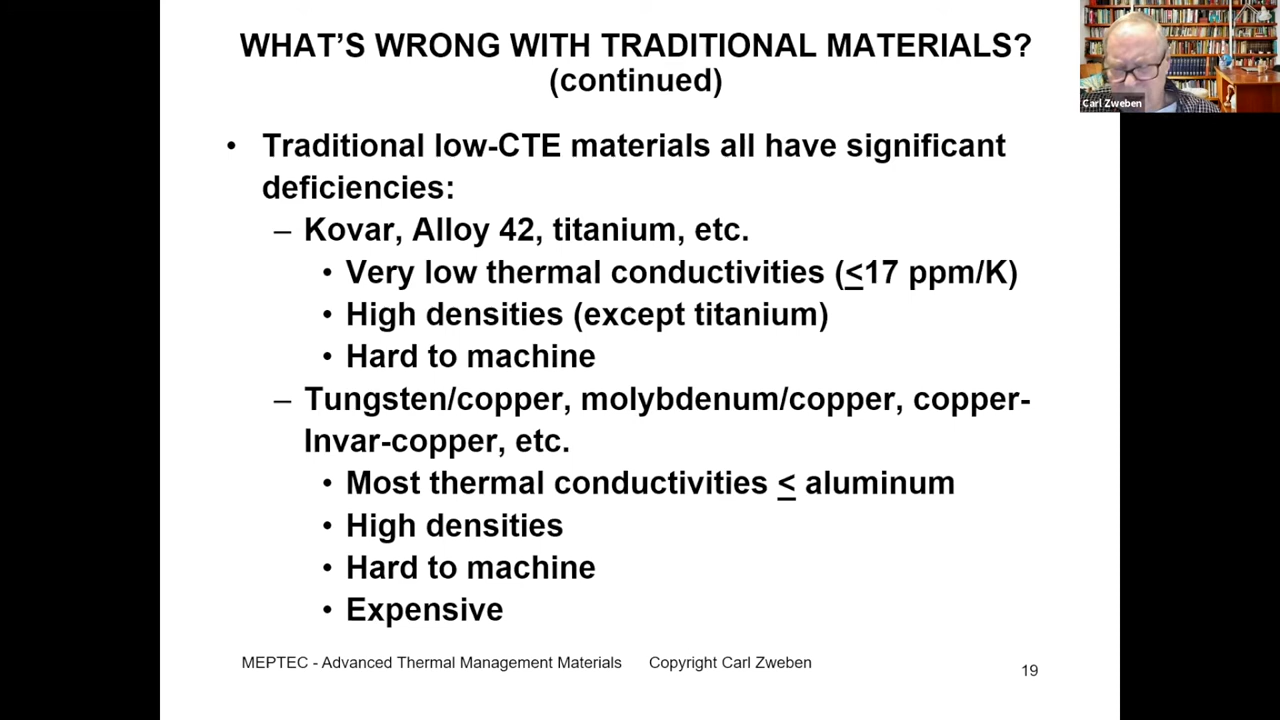 WHAT'S WRONG WITH TRADITIONAL MATERIALS?
(continued)
Carl Zweben
• Traditional low-CTE materials all have significant
deficiencies:
– Kovar, Alloy 42, titanium, etc.
• Very low thermal conductivities (≤17 ppm/K)
• High densities (except titanium)
• Hard to machine
– Tungsten/copper, molybdenum/copper, copper-
Invar-copper, etc.
• Most thermal conductivities ≤ aluminum
• High densities
• Hard to machine
• Expensive
MEPTEC - Advanced Thermal Management Materials Copyright Carl Zweben
19